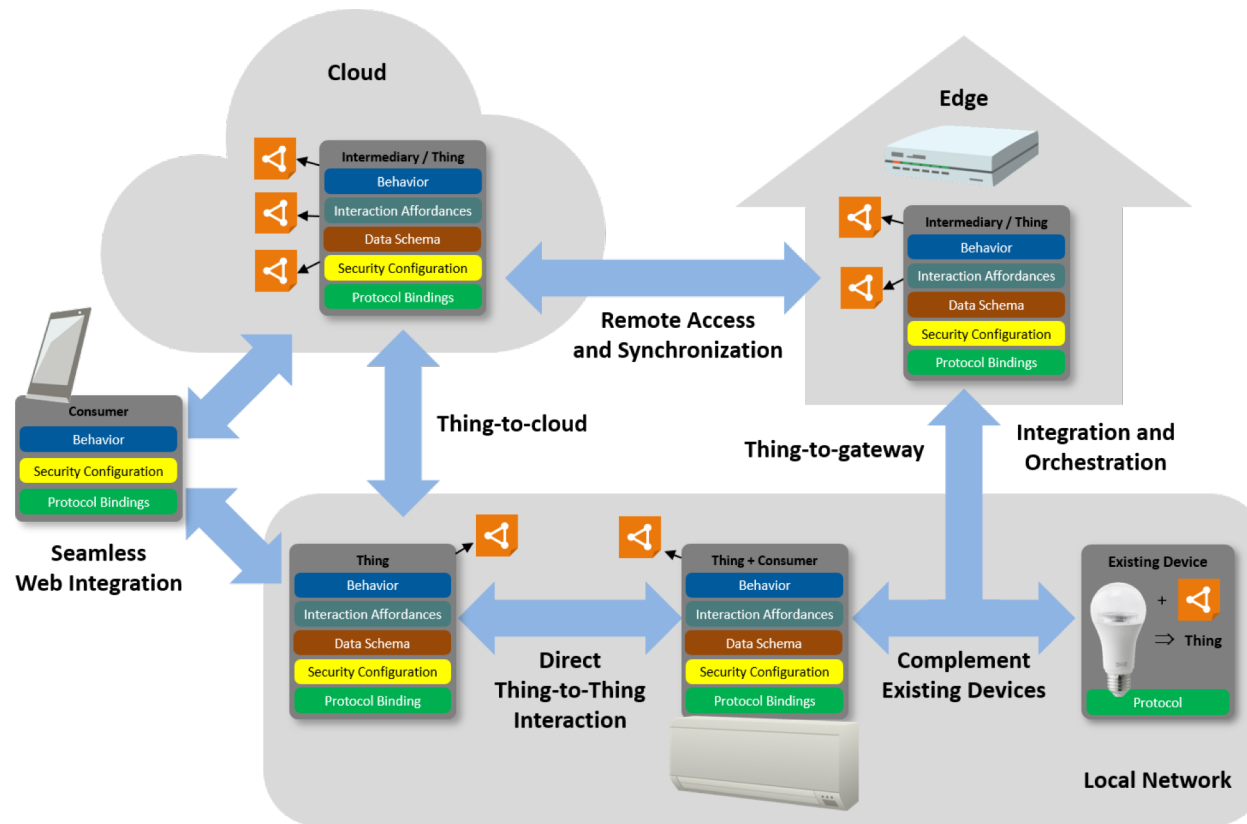 Cloud
Intermediary / Thing
Behavior
Interaction Affordances
Data Schema
Security Configuration
Protocol Bindings
Edge
Intermediary / Thing
Behavior
Interaction Affordances
Data Schema
Security Configuration
Protocol Bindings
Remote Access
and Synchronization
Consumer
Behavior
Security Configuration
Protocol Bindings
Seamless
Web Integration
Thing-to-cloud
Thing-to-gateway
Integration and
Orchestration
Thing
Behavior
Interaction Affordances
Data Schema
Security Configuration
Protocol Binding
Direct
Thing-to-Thing
Interaction
Thing + Consumer
Behavior
Interaction Affordances
Data Schema
Security Configuration
Protocol Bindings
Complement
Existing Devices
Existing Device
+
⇒ Thing
Protocol
Local Network